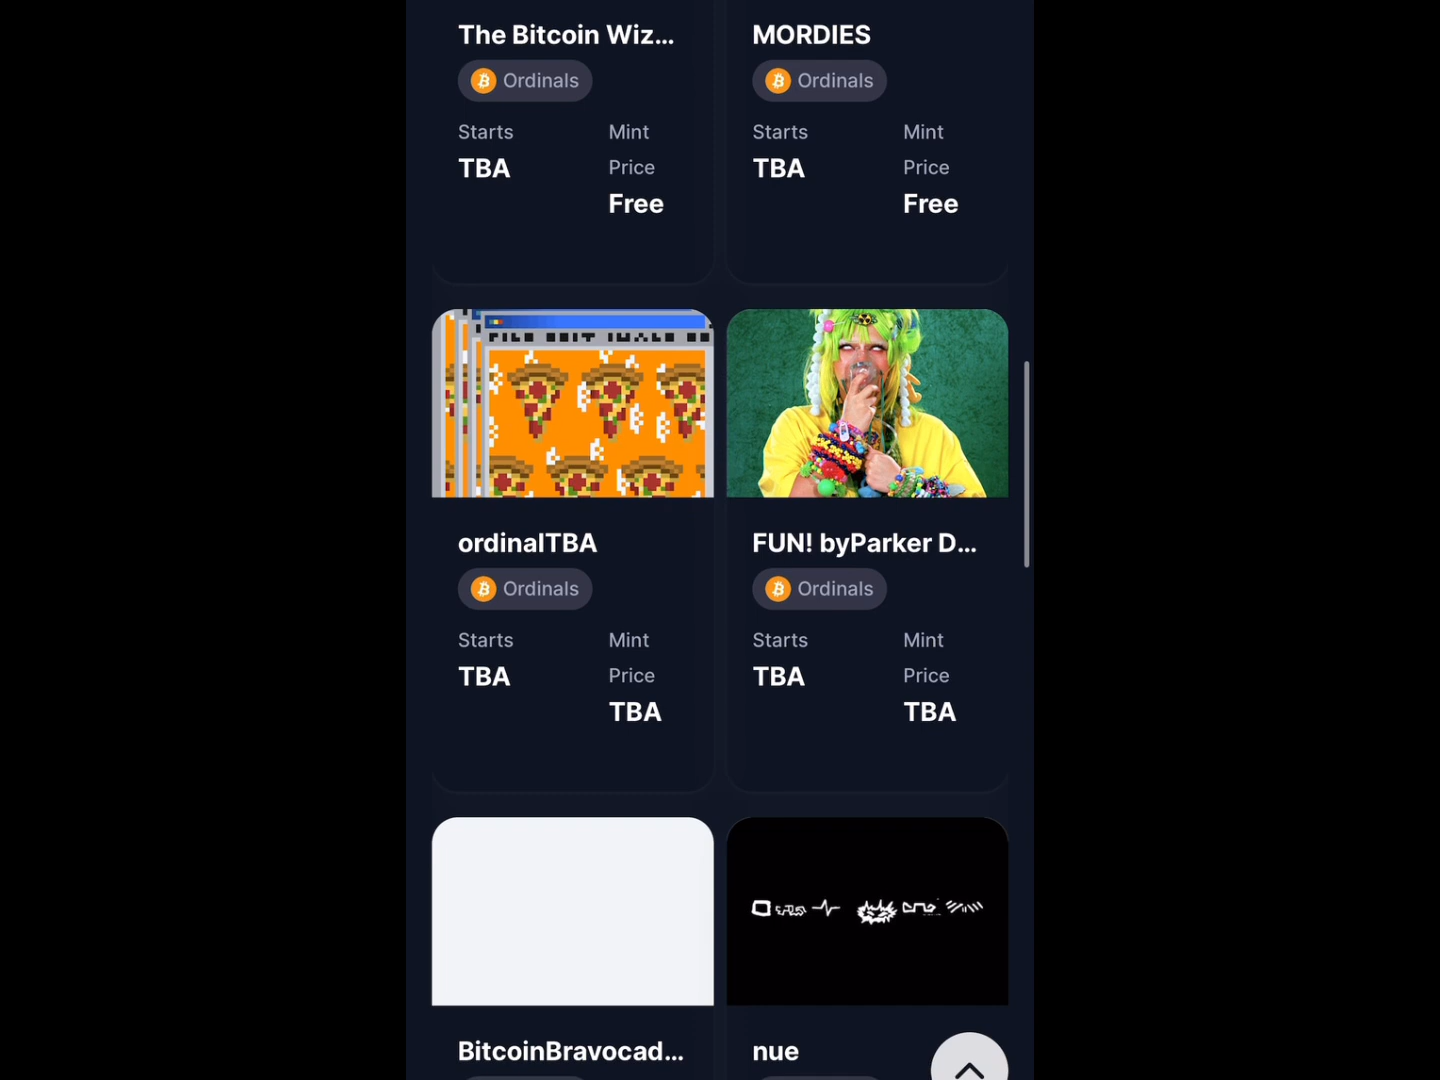 The Bitcoin Wiz...
MORDIES
Ordinals
Ordinals
Starts
Mint
Price
TBA
Free
Starts
Mint
Price
TBA
Free
ordinalTBA
FUN! byParker D...
Ordinals
Ordinals
Starts
Mint
Price
TBA
TBA
Starts
Mint
Price
TBA
TBA
BitcoinBravocad...
nue